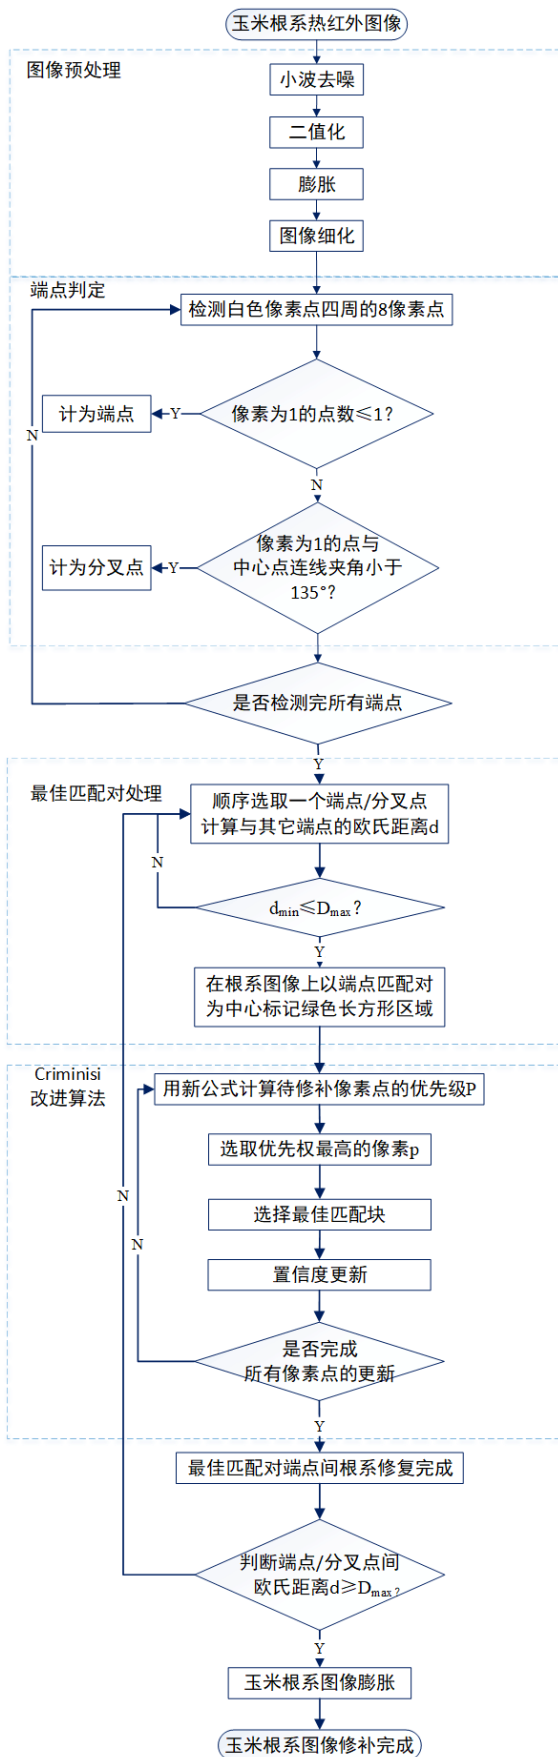 玉米根系热红外图像
图像预处理
小波去噪
二值化
膨胀
图像细化
端点判定
检测白色像素点四周的8像素点
计为端点
Y
像素为1的点数≤1?
N
N
像素为1的点与
中心点连线夹角小于
135°?
计为分叉点
Y
是否检测完所有端点
Y
最佳匹配对处理
顺序选取一个端点/分叉点
计算与其它端点的欧氏距离d
N
dmin≤Dmax?
Y
在根系图像上以端点匹配对
为中心标记绿色长方形区域
Criminisi
改进算法
用新公式计算待修补像素点的优先级P
选取优先权最高的像素p
N
选择最佳匹配块
N
置信度更新
是否完成
所有像素点的更新
Y
最佳匹配对端点间根系修复完成
判断端点/分叉点间
欧氏距离d≥Dmax?
Y
玉米根系图像膨胀
玉米根系图像修补完成